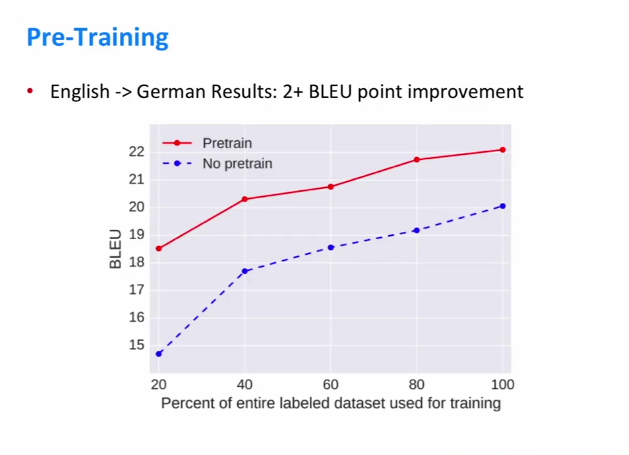 Pre-Training
• English -> German Results: 2+ BLEU point improvement
Pretrain
No pretrain
BLEU
22
21
20
19
18
17
16
15
20 40 60 80 100
Percent of entire labeled dataset used for training